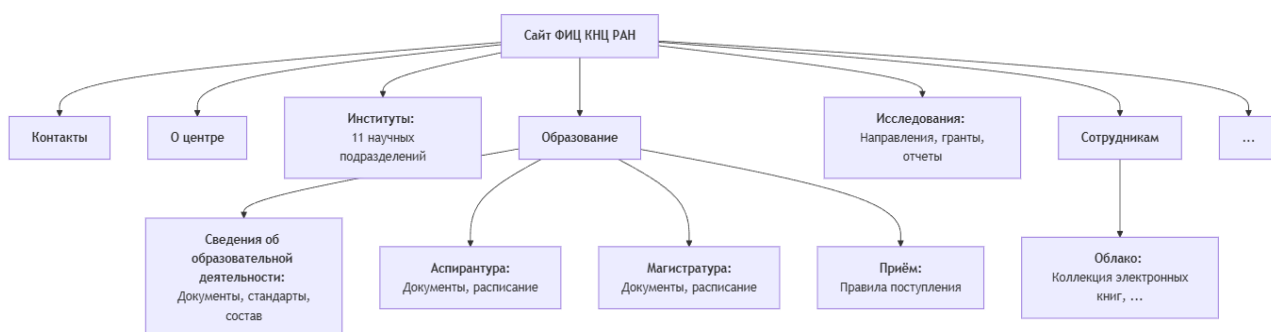 Сайт ФИЦ КНЦ РАН
Контакты
О центре
Институты:
11 научных
подразделений
Образование
Исследования:
Направления, гранты,
отчеты
Сотрудникам
...
Сведения об
образовательной
деятельности:
Документы, стандарты,
состав
Аспирантура:
Документы, расписание
Магистратура:
Документы, расписание
Приём:
Правила поступления
Облако:
Коллекция электронных
книг, ...